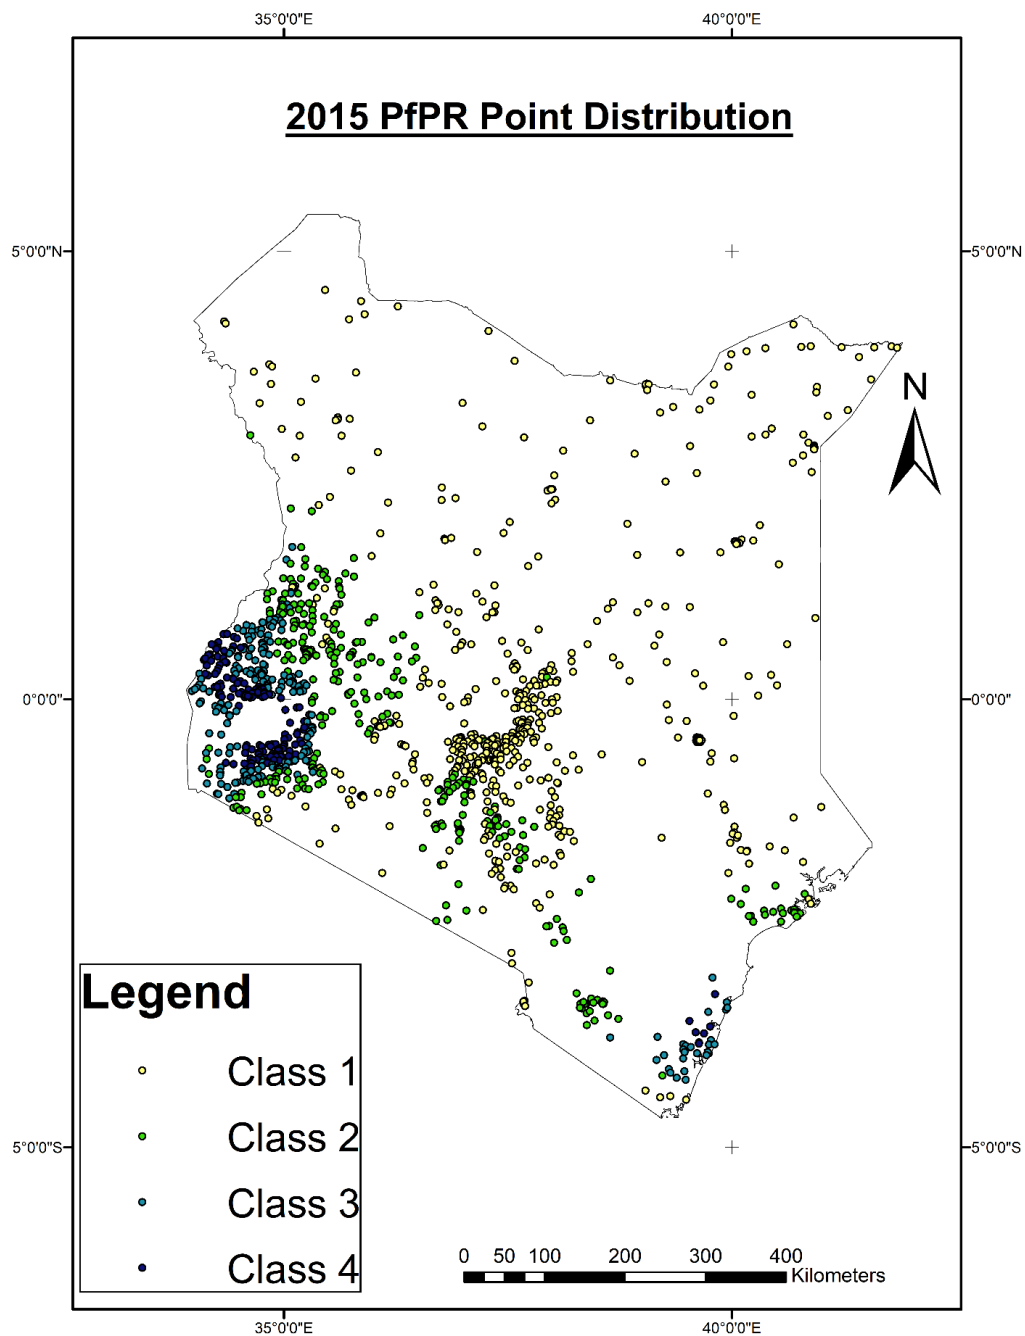 35°0'0"E 40°0'0"E
2015 PfPR Point Distribution
5°0'0"N 5°0'0"N
N
0°0'0" 0°0'0"
Legend
Class 1
Class 2
Class 3
Class 4
5°0'0"S 5°0'0"S
0 50 100 200 300 400
Kilometers
35°0'0"E 40°0'0"E